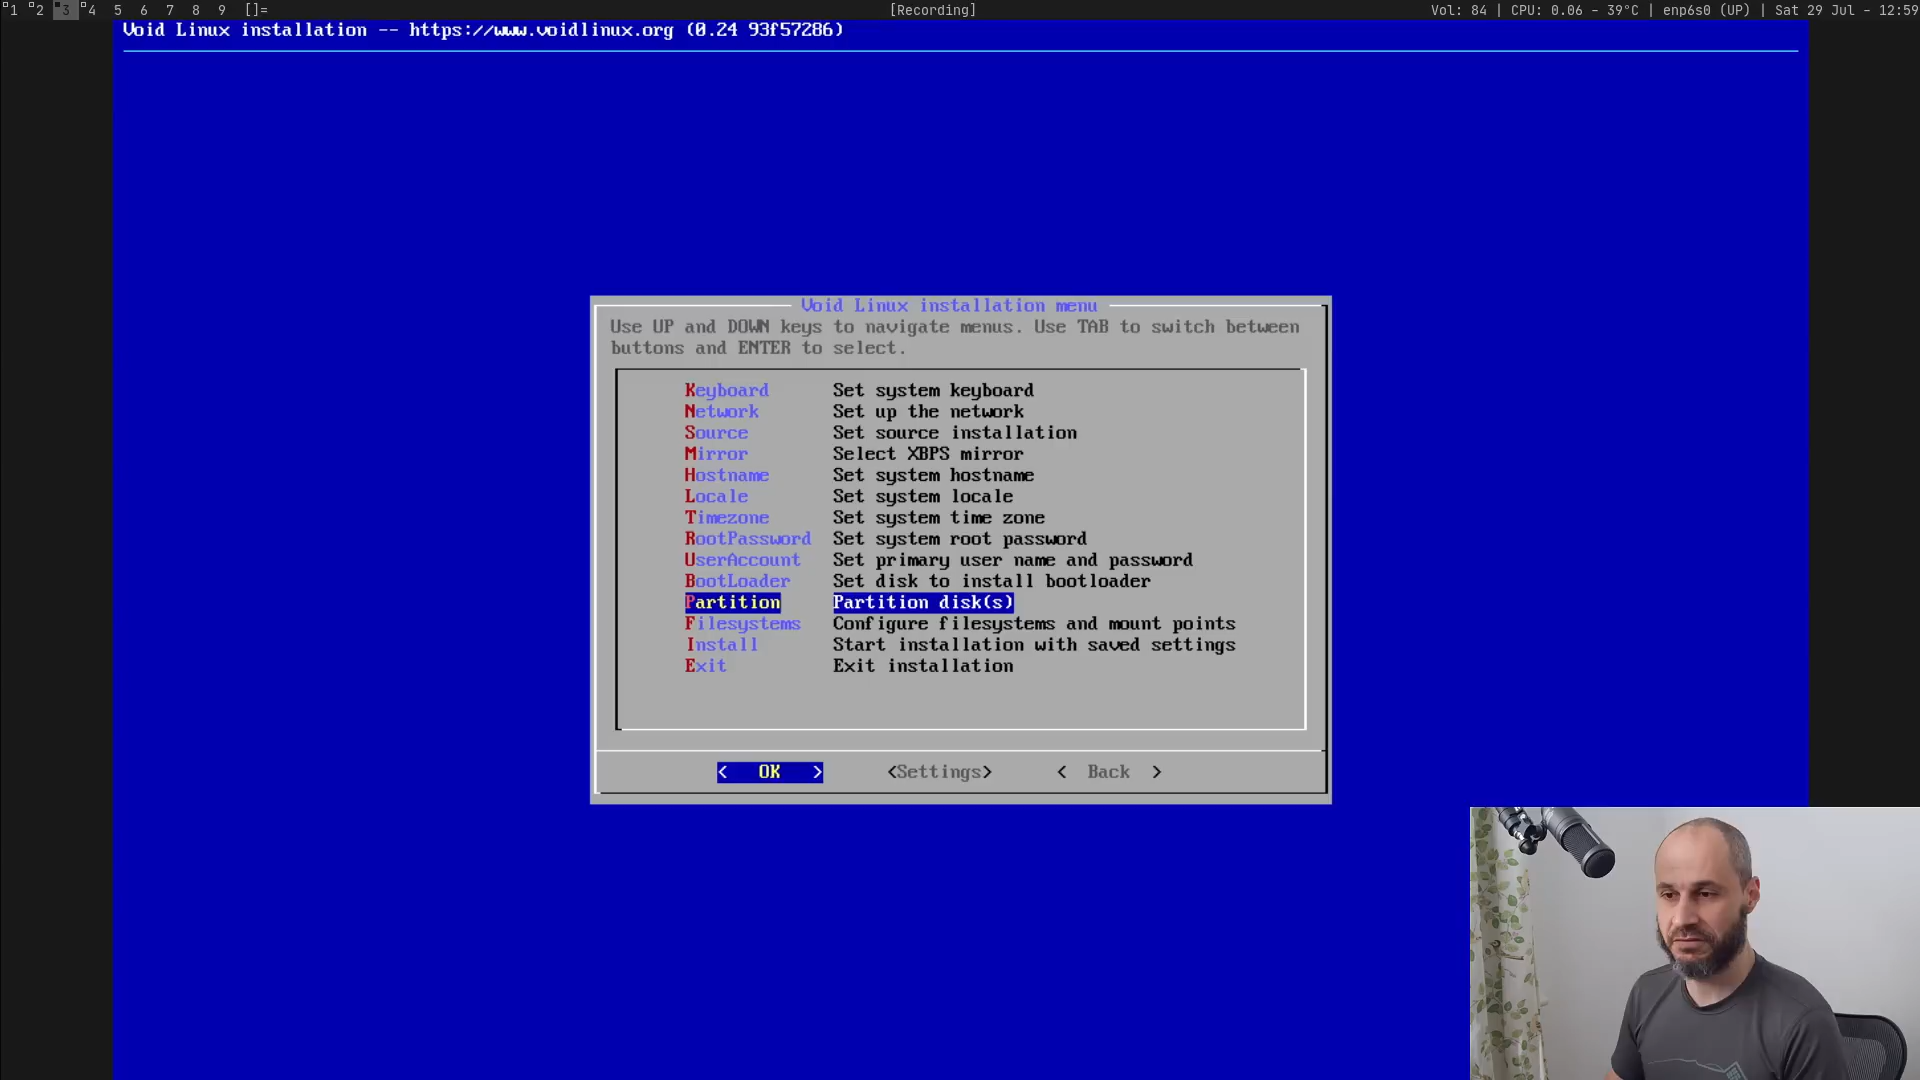 1 2 3 4 5 6 7 8 9 []= [Recording] Vol: 84 | CPU: 0.06 - 39°C | enp6s0 (UP) | Sat 29 Jul - 12:59
Void Linux installation -- https://www.voidlinux.org (0.24 93f57286)
Void Linux installation menu
Use UP and DOWN keys to navigate menus. Use TAB to switch between
buttons and ENTER to select.
Keyboard Set system keyboard
Network Set up the network
Source Set source installation
Mirror Select XBPS mirror
Hostname Set system hostname
Locale Set system locale
Timezone Set system time zone
RootPassword Set system root password
UserAccount Set primary user name and password
BootLoader Set disk to install bootloader
Partition Partition disk(s)
Filesystems Configure filesystems and mount points
Install Start installation with saved settings
Exit Exit installation
< OK > <Settings> < Back >